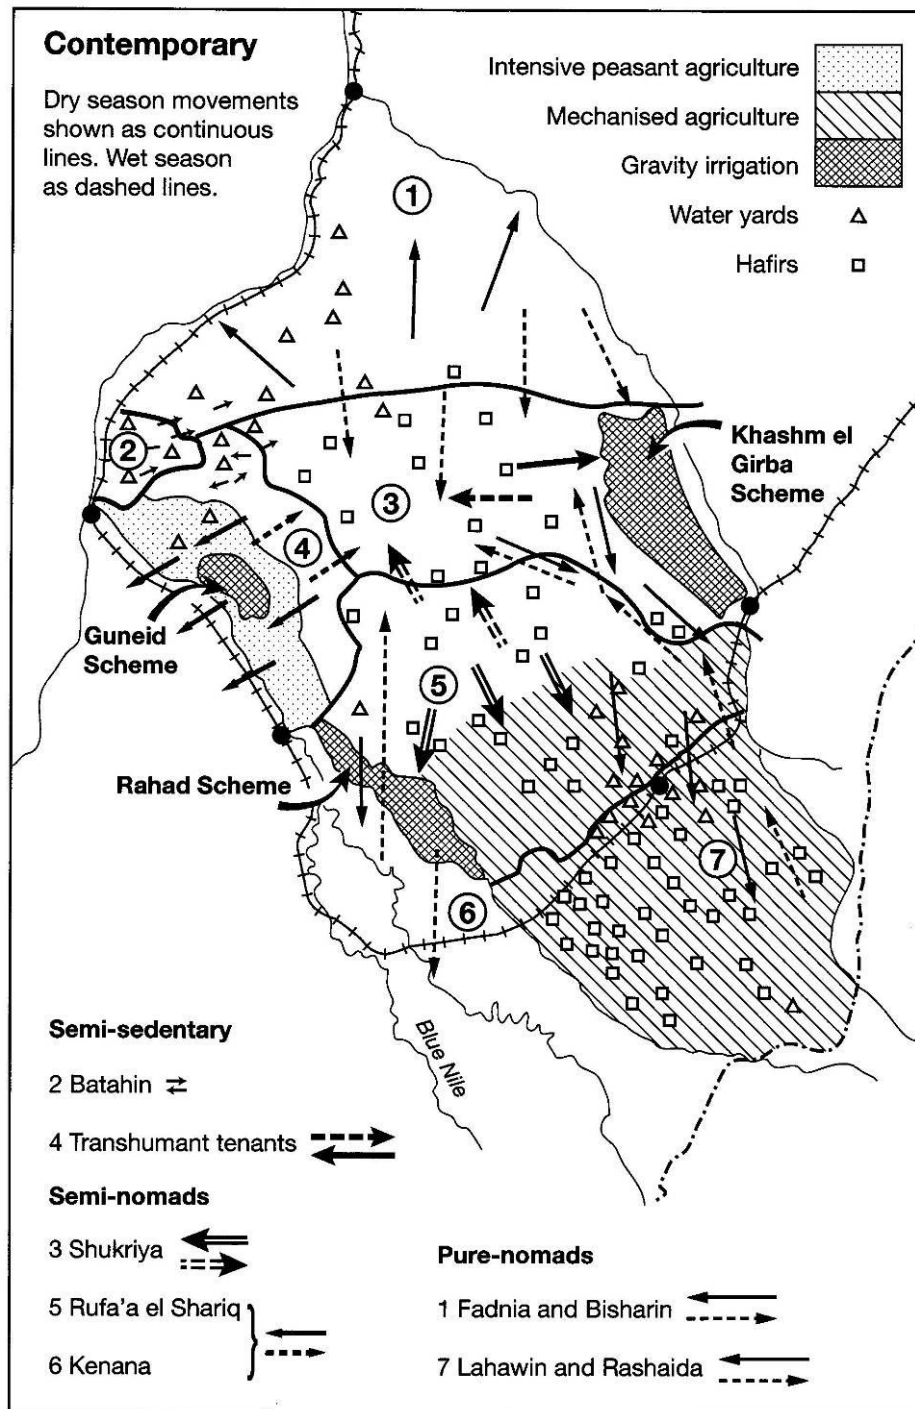 Contemporary
Dry season movements
shown as continuous
lines. Wet season
as dashed lines.
Intensive peasant agriculture
Mechanised agriculture
Gravity irrigation
Water yards
Hafirs
1
2
3
4
5
6
7
Khashm el
Girba
Scheme
Guneid
Scheme
Rahad Scheme
Blue Nile
Semi-sedentary
2 Batahin
4 Transhumant tenants
Semi-nomads
3 Shukriya
5 Rufa'a el Shariq
6 Kenana
Pure-nomads
1 Fadnia and Bisharin
7 Lahawin and Rashaida